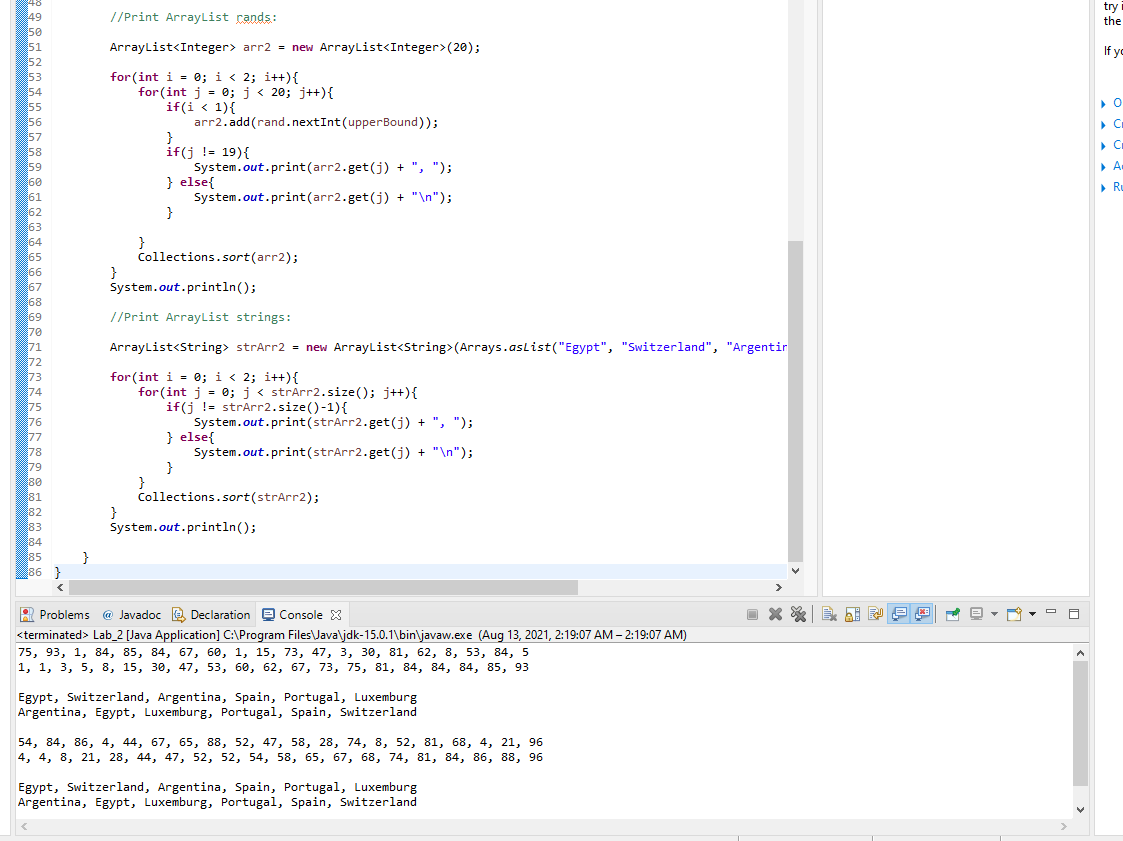 48
49 //Print ArrayList rands:
50
51 ArrayList<Integer> arr2 = new ArrayList<Integer>(20);
52
53 for(int i = 0; i < 2; i++){
54 for(int j = 0; j < 20; j++){
55 if(i < 1){
56 arr2.add(rand.nextInt(upperBound));
57 }
58 if(j != 19){
59 System.out.print(arr2.get(j) + ", ");
60 } else{
61 System.out.print(arr2.get(j) + "\n");
62 }
63
64 }
65 Collections.sort(arr2);
66 }
67 System.out.println();
68
69 //Print ArrayList strings:
70
71 ArrayList<String> strArr2 = new ArrayList<String>(Arrays.asList("Egypt", "Switzerland", "Argentin
72
73 for(int i = 0; i < 2; i++){
74 for(int j = 0; j < strArr2.size(); j++){
75 if(j != strArr2.size()-1){
76 System.out.print(strArr2.get(j) + ", ");
77 } else{
78 System.out.print(strArr2.get(j) + "\n");
79 }
80 }
81 Collections.sort(strArr2);
82 }
83 System.out.println();
84
85 }
86 }
try i
the
If yo
O
Cr
Cr
Ac
Ru
Problems @ Javadoc Declaration Console
<terminated> Lab_2 [Java Application] C:\Program Files\Java\jdk-15.0.1\bin\javaw.exe (Aug 13, 2021, 2:19:07 AM – 2:19:07 AM)
75, 93, 1, 84, 85, 84, 67, 60, 1, 15, 73, 47, 3, 30, 81, 62, 8, 53, 84, 5
1, 1, 3, 5, 8, 15, 30, 47, 53, 60, 62, 67, 73, 75, 81, 84, 84, 84, 85, 93
Egypt, Switzerland, Argentina, Spain, Portugal, Luxemburg
Argentina, Egypt, Luxemburg, Portugal, Spain, Switzerland
54, 84, 86, 4, 44, 67, 65, 88, 52, 47, 58, 28, 74, 8, 52, 81, 68, 4, 21, 96
4, 4, 8, 21, 28, 44, 47, 52, 52, 54, 58, 65, 67, 68, 74, 81, 84, 86, 88, 96
Egypt, Switzerland, Argentina, Spain, Portugal, Luxemburg
Argentina, Egypt, Luxemburg, Portugal, Spain, Switzerland